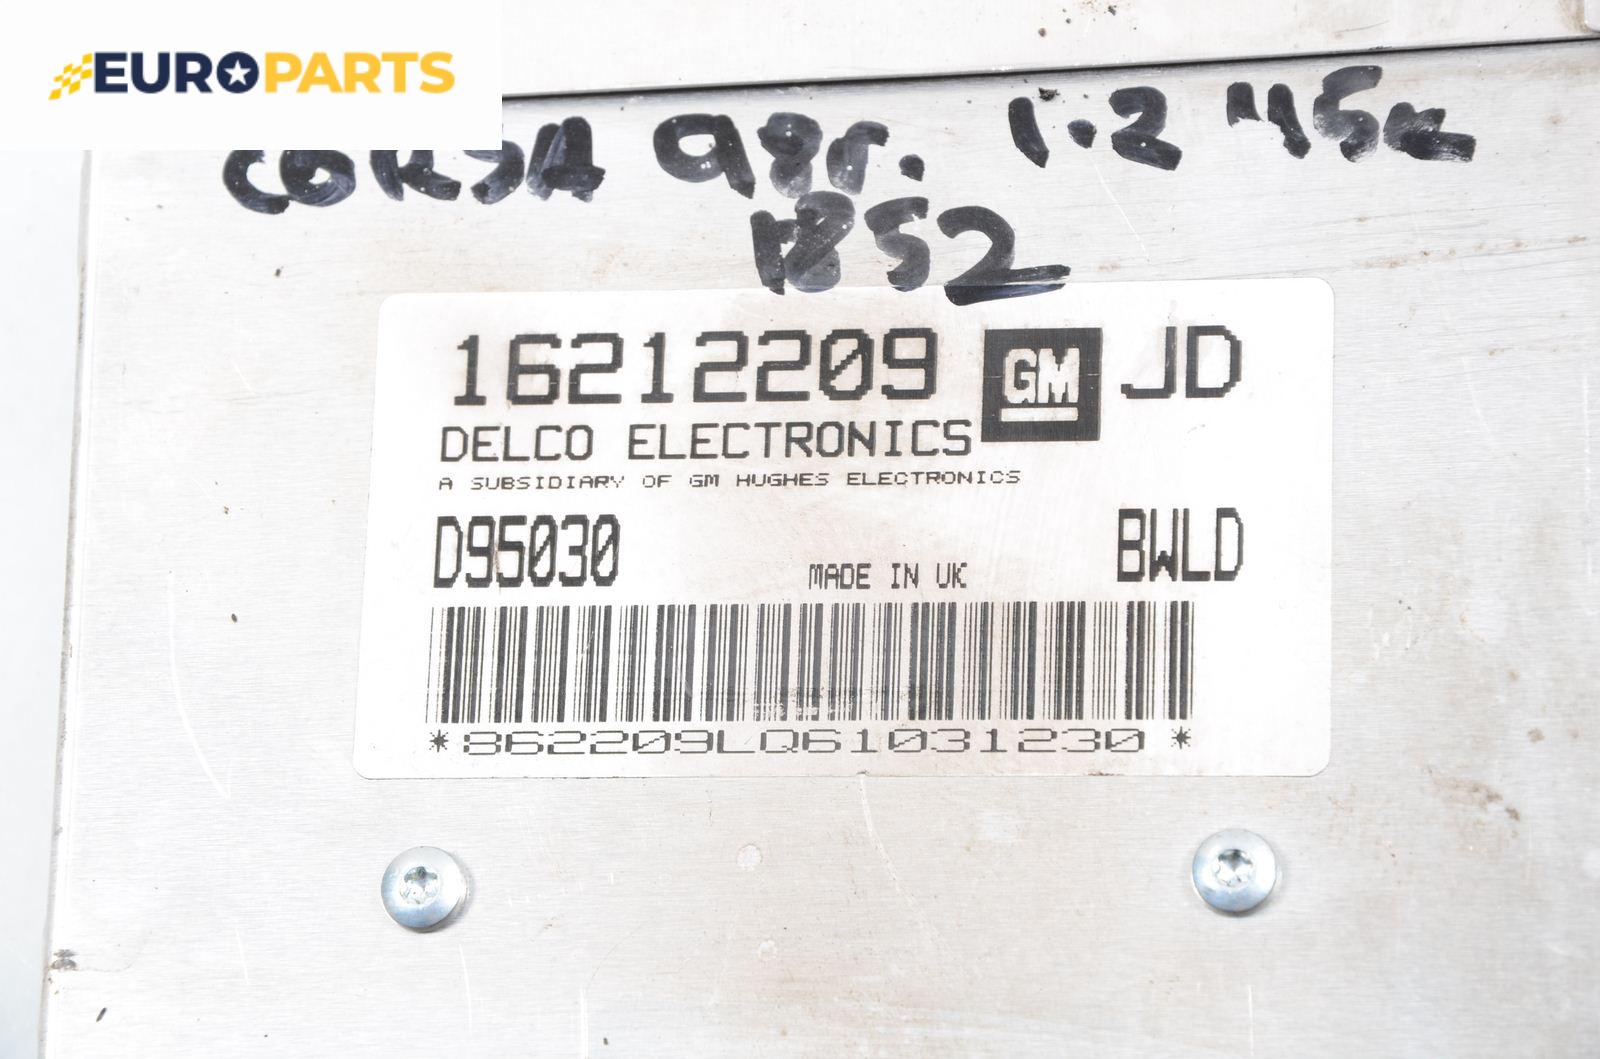 EUROPARTS
CORSA 98г. 1.2 45к
1852
16212209 GM JD
DELCO ELECTRONICS
A SUBSIDIARY OF GM HUGHES ELECTRONICS
D95030 MADE IN UK BWLD
*862209LQ61031230*